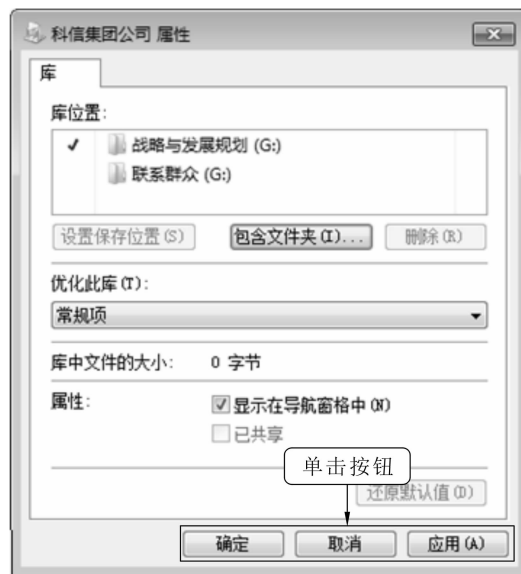 科信集团公司 属性
库
库位置:
战略与发展规划 (G:)
联系群众 (G:)
设置保存位置(S) 包含文件夹(I)... 删除(R)
优化此库(T):
常规项
库中文件的大小: 0 字节
属性: 显示在导航窗格中(N)
已共享
单击按钮
还原默认值(D)
确定 取消 应用(A)